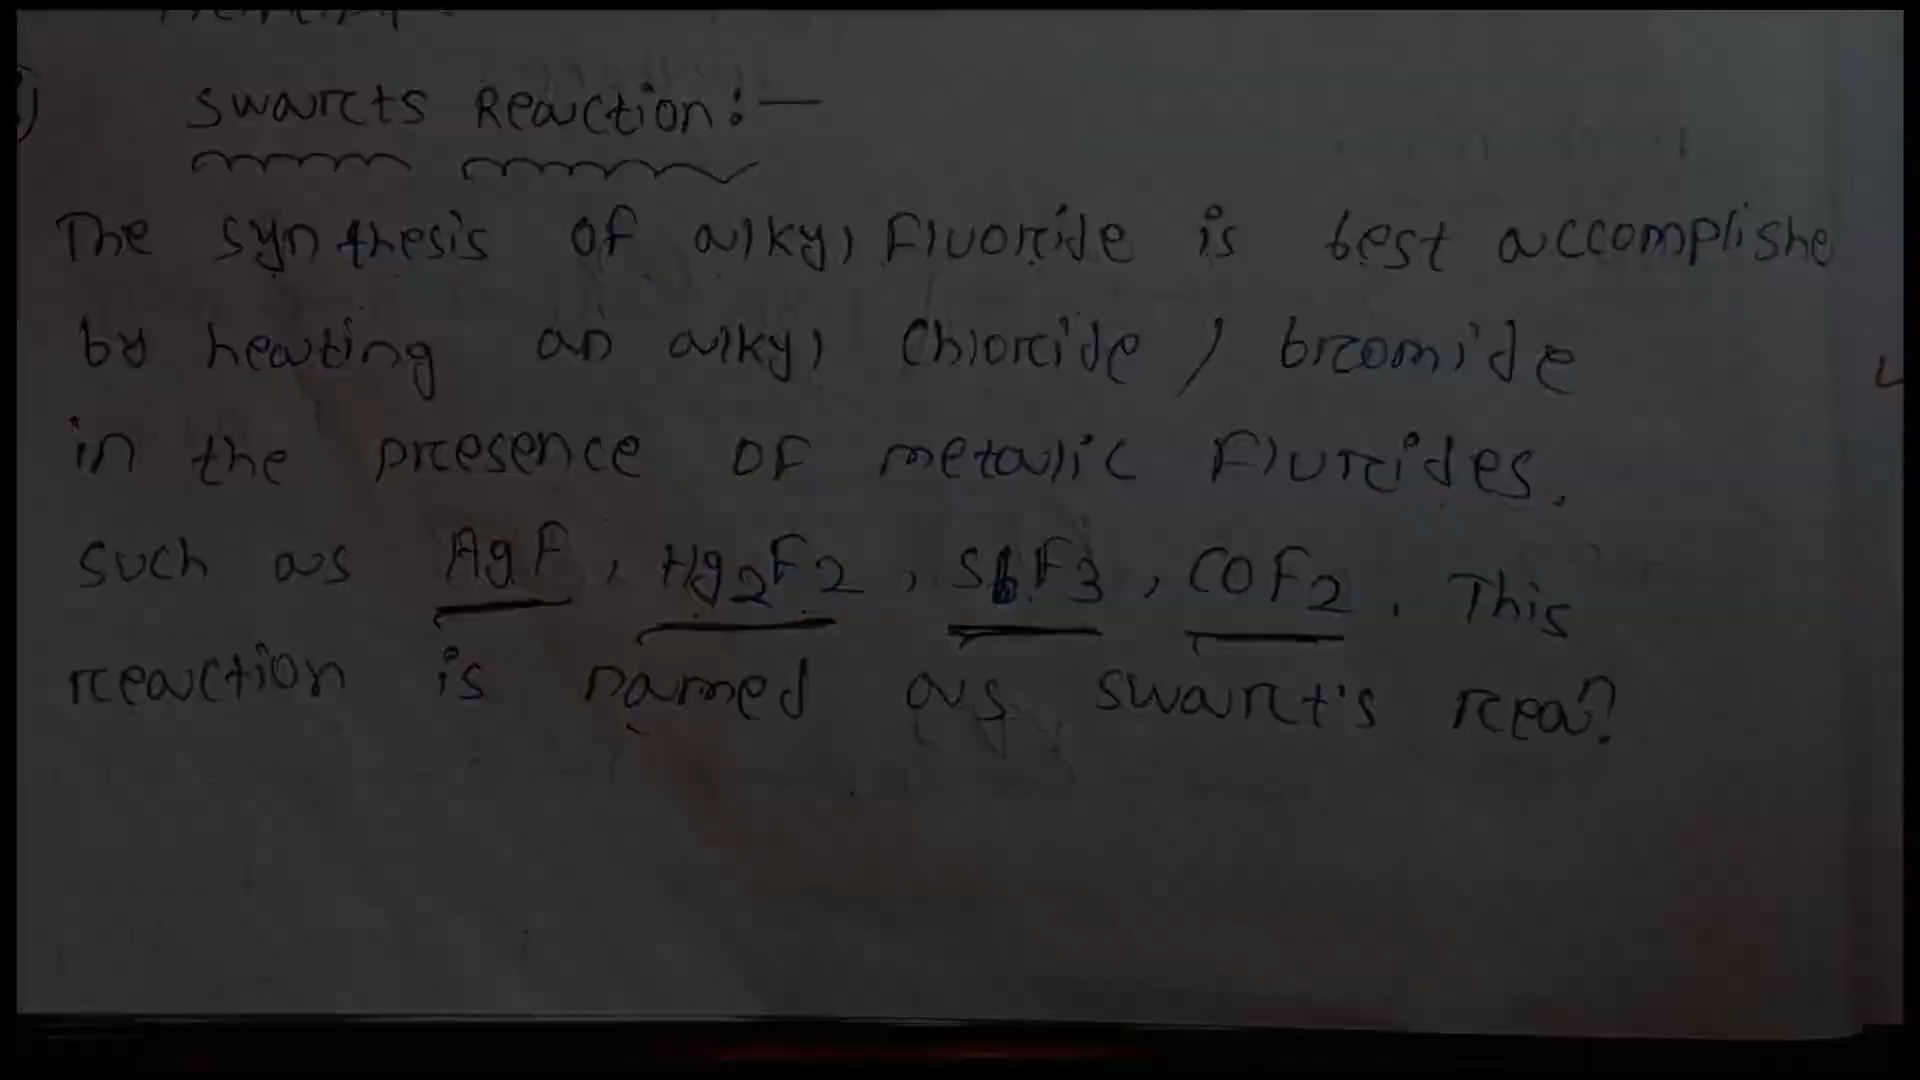 Swarts Reaction:—
The synthesis of alkyl Fluoride is best accomplishe
by heating an alkyl Chloride / bromide
in the presence of metalic Flurides.
Such as AgF, Hg2F2, SbF3, COF2. This
reaction is named as swart's rea?